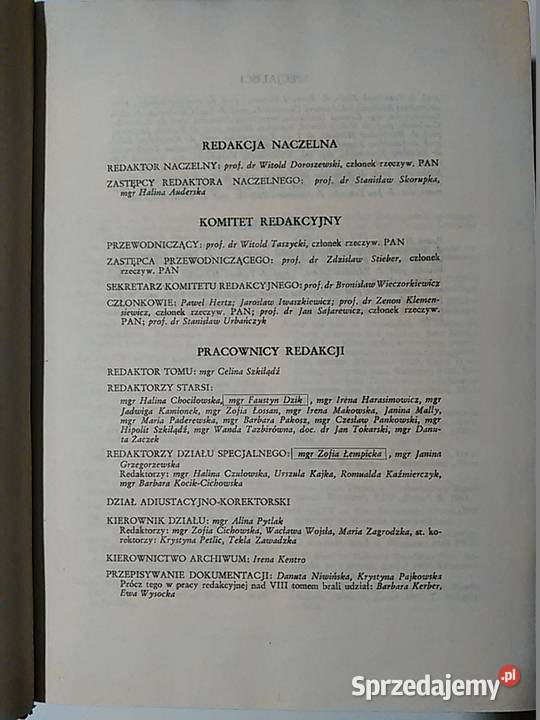 REDAKCJA NACZELNA
REDAKTOR NACZELNY: prof. dr Witold Doroszewski, członek rzeczyw. PAN
ZASTĘPCY REDAKTORA NACZELNEGO: prof. dr Stanisław Skorupka,
mgr Halina Auderska
KOMITET REDAKCYJNY
PRZEWODNICZĄCY: prof. dr Witold Taszycki, członek rzeczyw. PAN
ZASTĘPCA PRZEWODNICZĄCEGO: prof. dr Zdzisław Stieber, członek
rzeczyw. PAN
SEKRETARZ KOMITETU REDAKCYJNEGO: prof. dr Bronisław Wieczorkiewicz
CZŁONKOWIE: Paweł Hertz; Jarosław Iwaszkiewicz; prof. dr Zenon Klemen-
siewicz, członek rzeczyw. PAN; prof. dr Jan Safarewicz, członek rzeczyw.
PAN; prof. dr Stanisław Urbańczyk
PRACOWNICY REDAKCJI
REDAKTOR TOMU: mgr Celina Szkiłądź
REDAKTORZY STARSI:
mgr Halina Chociłowska, mgr Faustyn Dzik, mgr Irena Harasimowicz, mgr
Jadwiga Kamionek, mgr Zofia Łossan, mgr Irena Makowska, Janina Mally,
mgr Maria Paderewska, mgr Barbara Pakosz, mgr Czesław Pankowski, mgr
Hipolit Szkiłądź, mgr Wanda Tazbirówna, doc. dr Jan Tokarski, mgr Danu-
ta Żaczek
REDAKTORZY DZIAŁU SPECJALNEGO: mgr Zofia Łempicka, mgr Janina
Grzegorzewska
Redaktorzy: mgr Halina Czułowska, Urszula Kajka, Romualda Kaźmierczyk,
mgr Barbara Kocik-Cichowska
DZIAŁ ADIUSTACYJNO-KOREKTORSKI
KIEROWNIK DZIAŁU: mgr Alina Pytlak
Redaktorzy: mgr Zofia Cichowska, Wacława Wojsła, Maria Zagrodzka, st. ko-
rektorzy: Krystyna Petlic, Tekla Zawadzka
KIEROWNICTWO ARCHIWUM: Irena Kentro
PRZEPISYWANIE DOKUMENTACJI: Danuta Niwińska, Krystyna Pajkowska
Prócz tego w pracy redakcyjnej nad VIII tomem brali udział: Barbara Kerber,
Ewa Wysocka
Sprzedajemy.pl